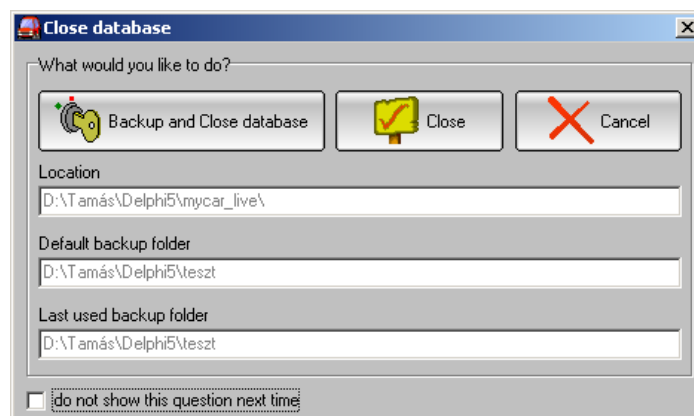 Close database
What would you like to do?
Backup and Close database
Close
Cancel
Location
D:\Tamás\Delphi5\mycar_live\
Default backup folder
D:\Tamás\Delphi5\teszt
Last used backup folder
D:\Tamás\Delphi5\teszt
do not show this question next time